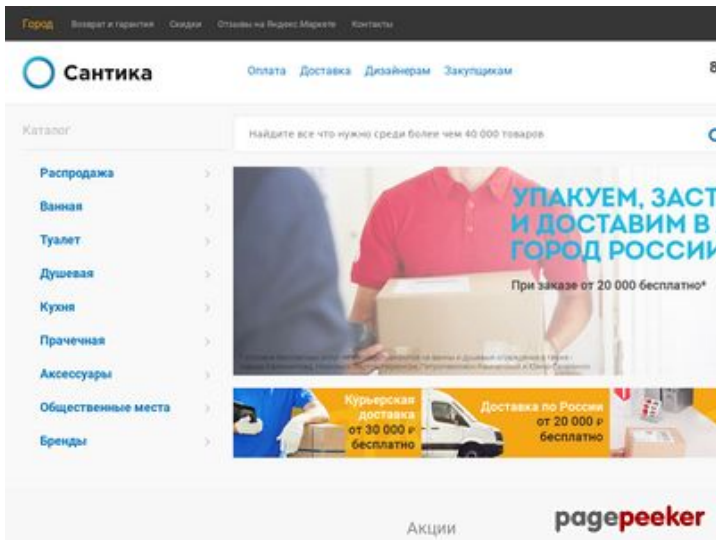 Город Возврат и гарантия Скидки Отзывы на Яндекс.Маркете Контакты
Сантика
Оплата Доставка Дизайнерам Закупщикам
8
Каталог
Найдите все что нужно среди более чем 40 000 товаров
Распродажа
Ванная
Туалет
Душевая
Кухня
Прачечная
Аксессуары
Общественные места
Бренды
УПАКУЕМ, ЗАСТ
И ДОСТАВИМ В
ГОРОД РОССИИ
При заказе от 20 000 бесплатно*
Курьерская
доставка
от 30 000 ₽
бесплатно
Доставка по России
от 20 000 ₽
бесплатно
Акции
pagepeeker